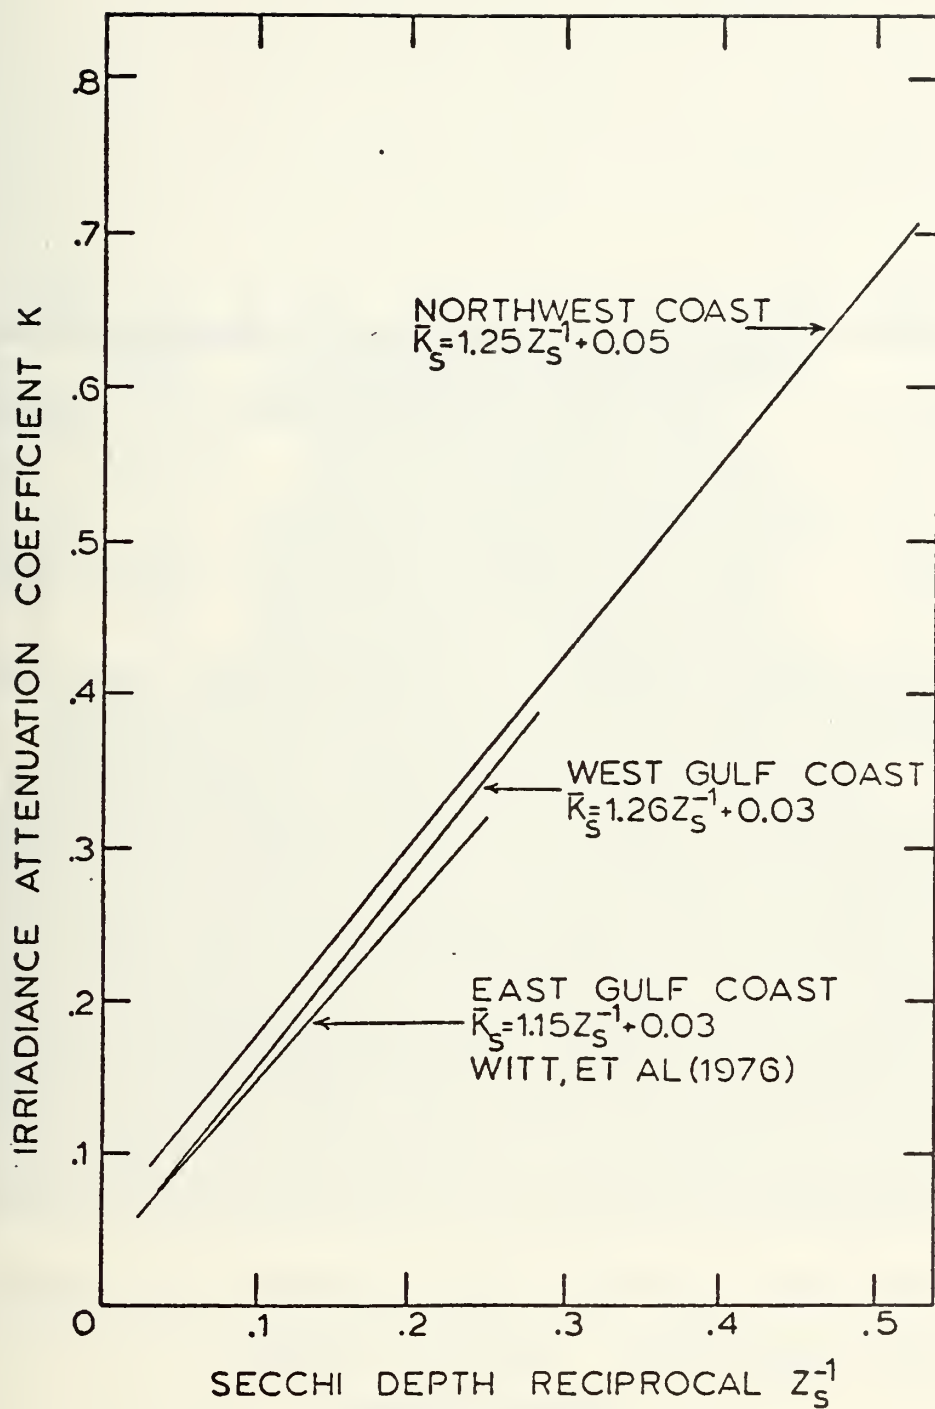 .8
.7
.6
.5
.4
.3
.2
.1
0
.1
.2
.3
.4
.5
IRRIADIANCE ATTENUATION COEFFICIENT K
NORTHWEST COAST
K̄s=1.25Zs⁻¹+0.05
WEST GULF COAST
K̄s=1.26Zs⁻¹+0.03
EAST GULF COAST
K̄s=1.15Zs⁻¹+0.03
WITT, ET AL (1976)
SECCHI DEPTH RECIPROCAL Zs⁻¹